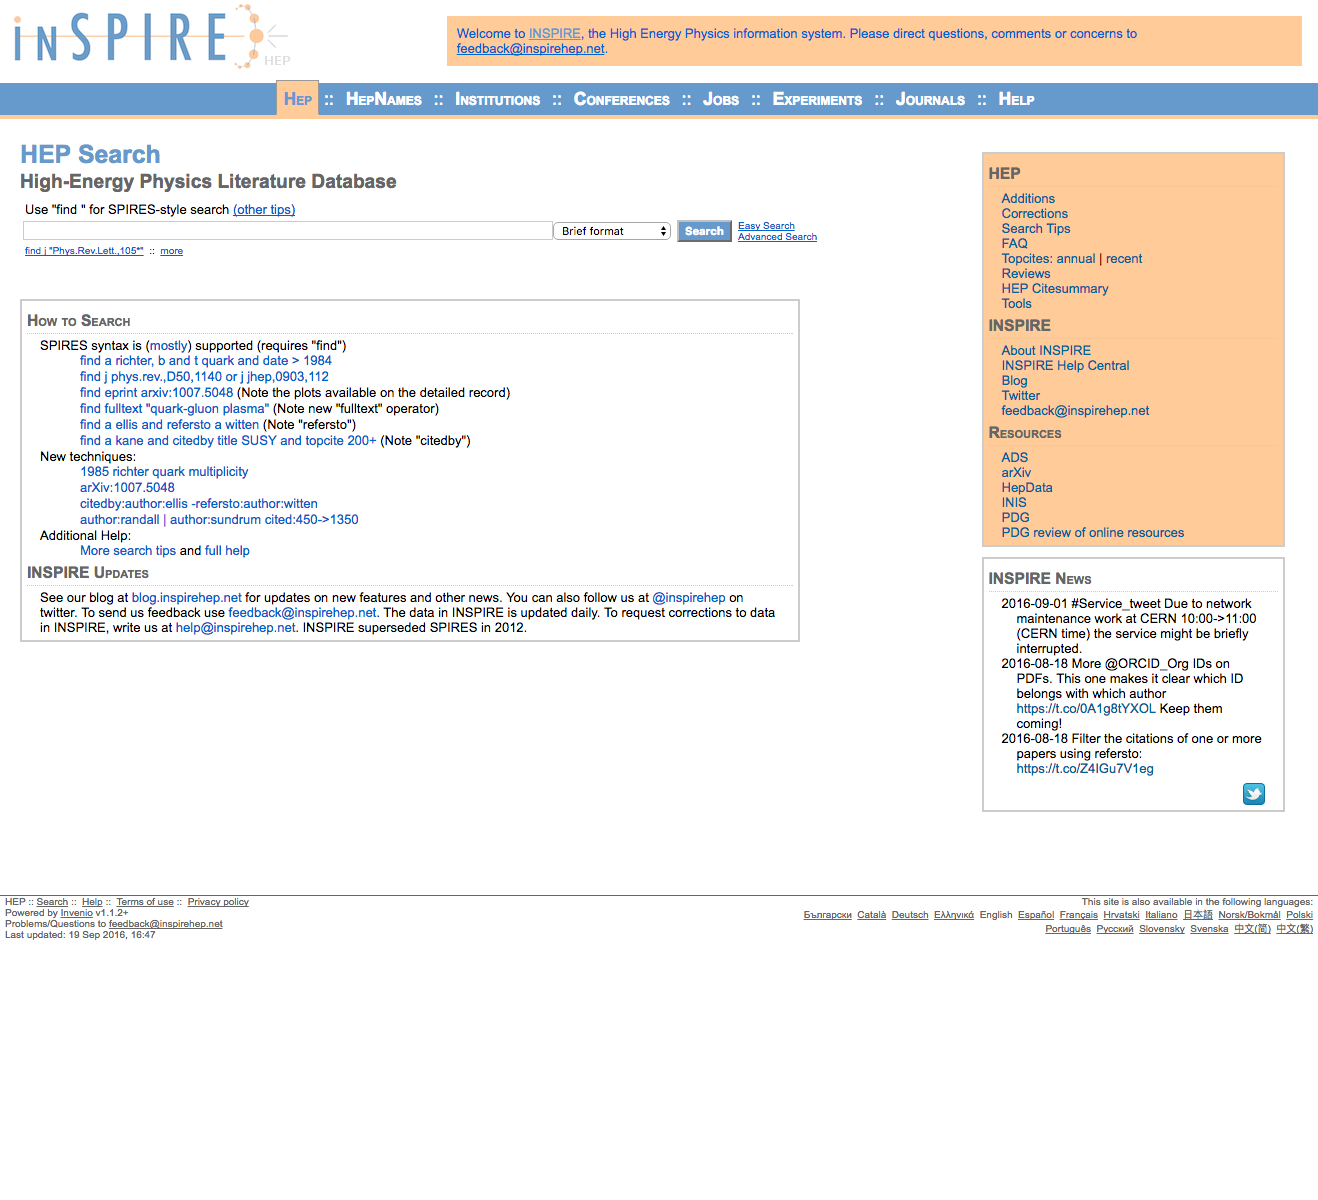 inSPIRE
HEP
Welcome to INSPIRE, the High Energy Physics information system. Please direct questions, comments or concerns to
feedback@inspirehep.net.
Hep :: HepNames :: Institutions :: Conferences :: Jobs :: Experiments :: Journals :: Help
HEP Search
High-Energy Physics Literature Database
Use "find " for SPIRES-style search (other tips)
Brief format
Search
Easy Search
Advanced Search
find j "Phys.Rev.Lett.,105*" :: more
How to Search
SPIRES syntax is (mostly) supported (requires "find")
find a richter, b and t quark and date > 1984
find j phys.rev.,D50,1140 or j jhep,0903,112
find eprint arxiv:1007.5048 (Note the plots available on the detailed record)
find fulltext "quark-gluon plasma" (Note new "fulltext" operator)
find a ellis and refersto a witten (Note "refersto")
find a kane and citedby title SUSY and topcite 200+ (Note "citedby")
New techniques:
1985 richter quark multiplicity
arXiv:1007.5048
citedby:author:ellis -refersto:author:witten
author:randall | author:sundrum cited:450->1350
Additional Help:
More search tips and full help
INSPIRE Updates
See our blog at blog.inspirehep.net for updates on new features and other news. You can also follow us at @inspirehep on
twitter. To send us feedback use feedback@inspirehep.net. The data in INSPIRE is updated daily. To request corrections to data
in INSPIRE, write us at help@inspirehep.net. INSPIRE superseded SPIRES in 2012.
HEP
Additions
Corrections
Search Tips
FAQ
Topcites: annual | recent
Reviews
HEP Citesummary
Tools
INSPIRE
About INSPIRE
INSPIRE Help Central
Blog
Twitter
feedback@inspirehep.net
Resources
ADS
arXiv
HepData
INIS
PDG
PDG review of online resources
INSPIRE News
2016-09-01 #Service_tweet Due to network
maintenance work at CERN 10:00->11:00
(CERN time) the service might be briefly
interrupted.
2016-08-18 More @ORCID_Org IDs on
PDFs. This one makes it clear which ID
belongs with which author
https://t.co/0A1g8tYXOL Keep them
coming!
2016-08-18 Filter the citations of one or more
papers using refersto:
https://t.co/Z4IGu7V1eg
HEP :: Search :: Help :: Terms of use :: Privacy policy
Powered by Invenio v1.1.2+
Problems/Questions to feedback@inspirehep.net
Last updated: 19 Sep 2016, 16:47
This site is also available in the following languages:
Български Català Deutsch Ελληνικά English Español Français Hrvatski Italiano 日本語 Norsk/Bokmål Polski
Português Русский Slovensky Svenska 中文(简) 中文(繁)